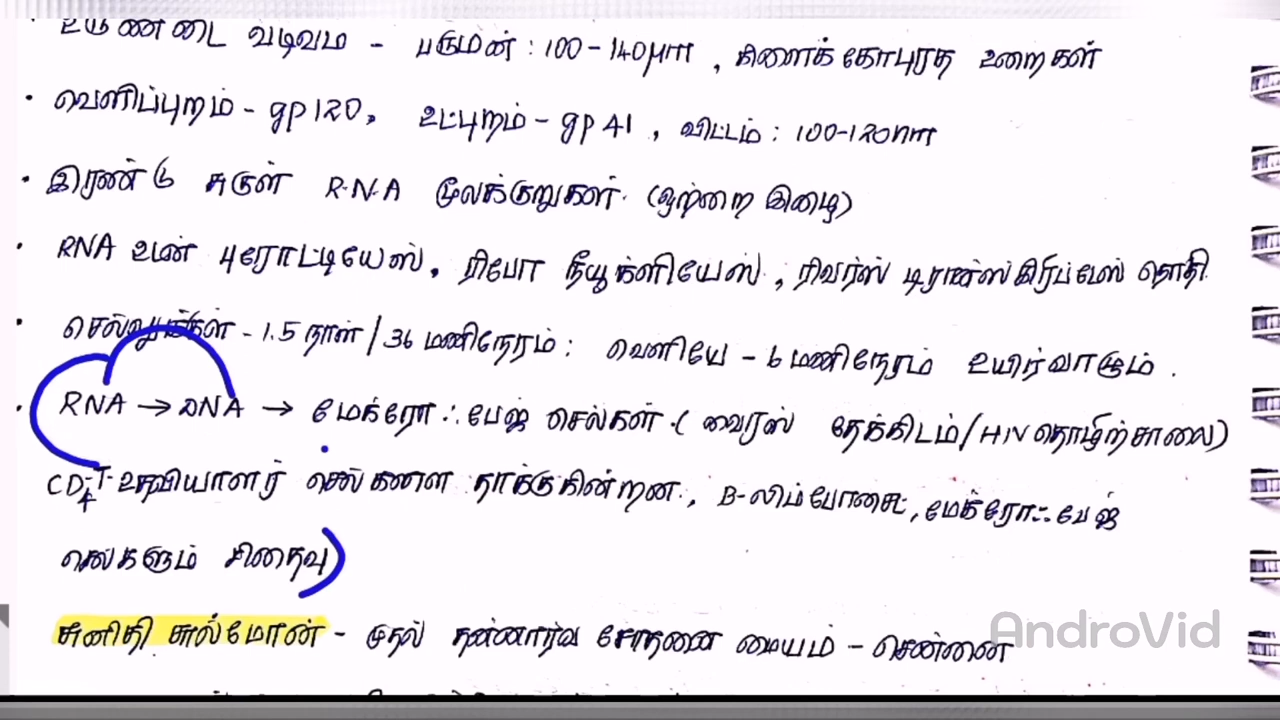 உருண்டை வடிவம் - பருமன் : 100-140μm , கிளைக்கோபுரத உறைகள்
• வெளிப்புறம் - gp120, உட்புறம் - gp 41 , விட்டம் : 100-120nm
• இரண்டு சுருள் R.N.A மூலக்கூறுகள். (ஒற்றை இழை)
• RNA உடன் புரோட்டியேஸ், ரிபோ நியூக்ளியேஸ் , ரிவர்ஸ் டிரான்ஸ்கிரிப்டேஸ் நொதி
• செல்லுக்குள் - 1.5 நாள் / 36 மணிநேரம் : வெளியே - 6 மணிநேரம் உயிர்வாழும் .
• RNA → DNA → மேக்ரோஃபேஜ் செல்கள் . ( வைரஸ் தேக்கிடம் / HIV தொழிற்சாலை)
CD4 T- உதவியாளர் செல்களை தாக்குகின்றன , B-லிம்போசைட் , மேக்ரோஃபேஜ்
செல்களும் சிதைவு)
சுனிதி சால்மோன் - முதல் தன்னார்வ சோதனை மையம் - சென்னை
AndroVid